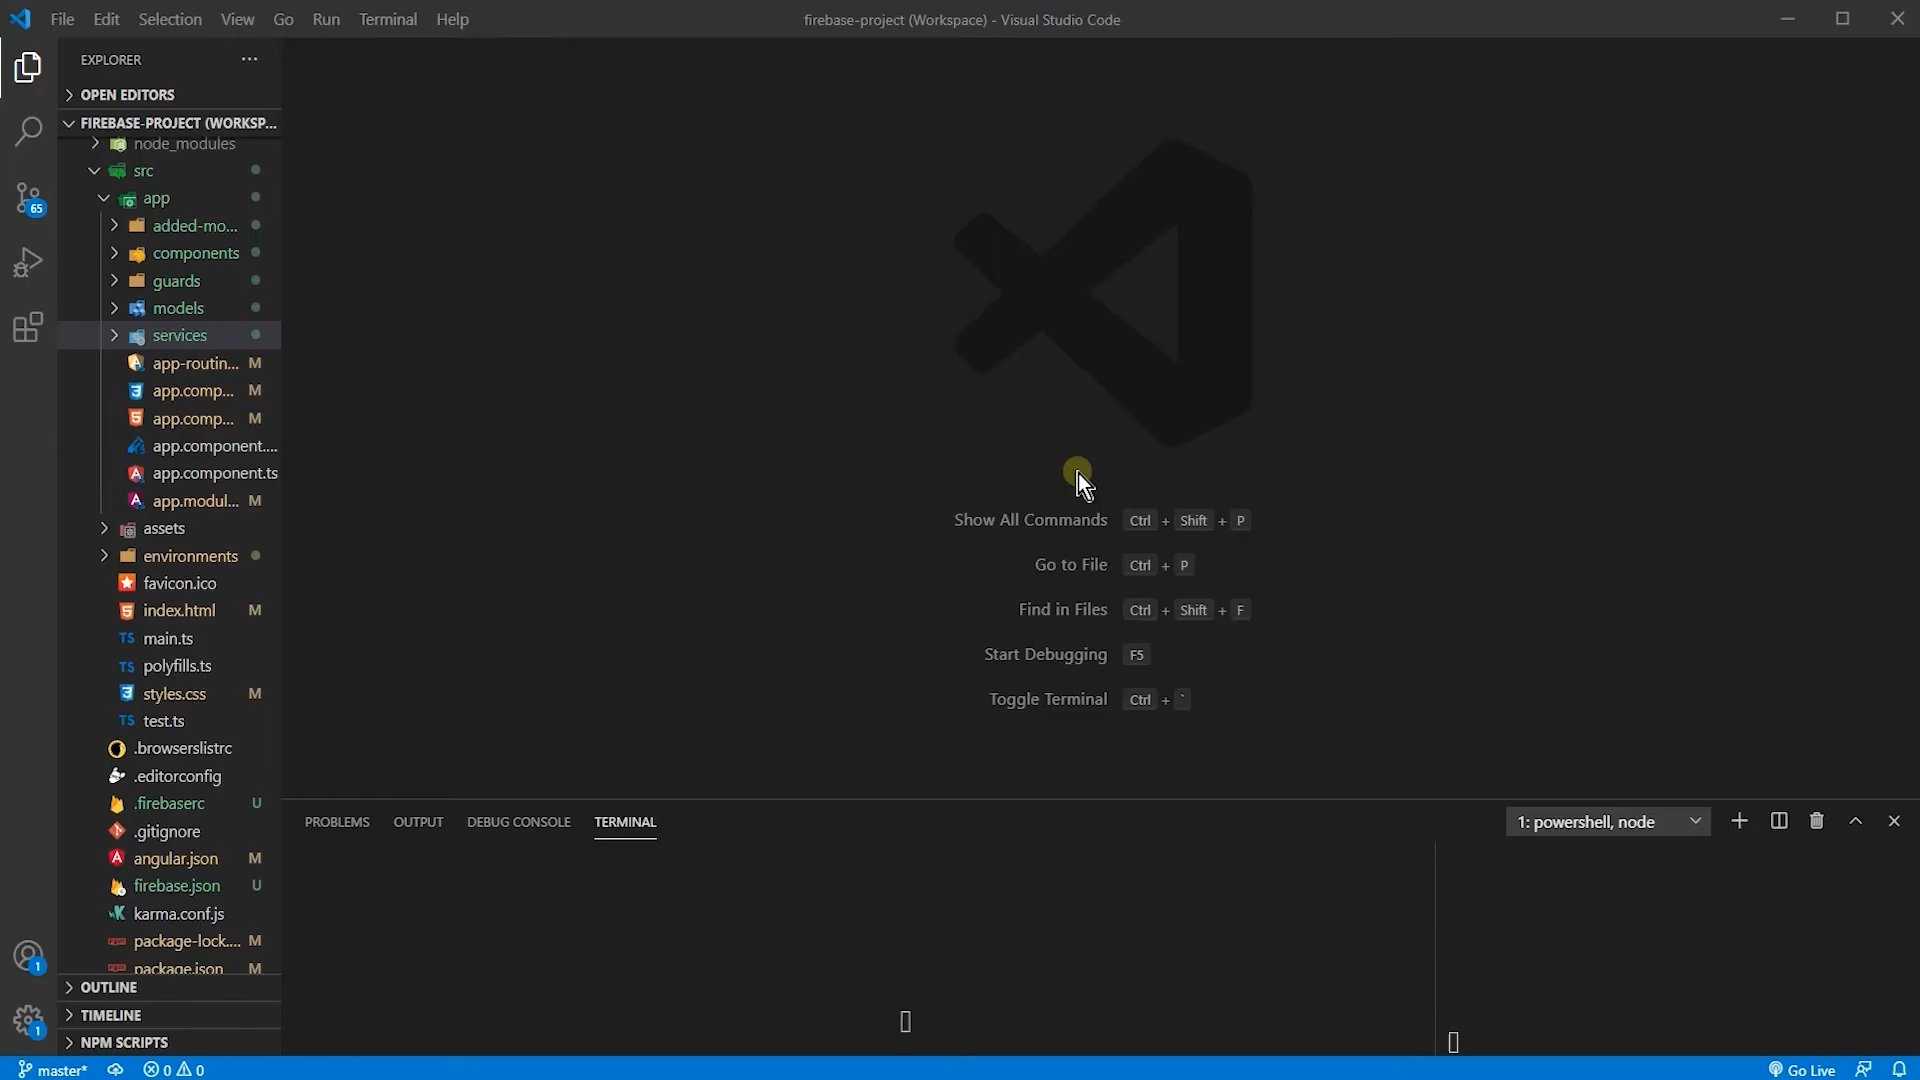 File Edit Selection View Go Run Terminal Help
firebase-project (Workspace) - Visual Studio Code
EXPLORER
OPEN EDITORS
FIREBASE-PROJECT (WORKSP...
node_modules
src
app
added-mo...
components
guards
models
services
app-routin... M
app.comp... M
app.comp... M
app.component....
app.component.ts
app.modul... M
assets
environments
favicon.ico
index.html M
TS main.ts
TS polyfills.ts
styles.css M
TS test.ts
.browserslistrc
.editorconfig
.firebaserc U
.gitignore
angular.json M
firebase.json U
karma.conf.js
package-lock.... M
package.json M
OUTLINE
TIMELINE
NPM SCRIPTS
65
1
1
Show All Commands Ctrl + Shift + P
Go to File Ctrl + P
Find in Files Ctrl + Shift + F
Start Debugging F5
Toggle Terminal Ctrl + `
PROBLEMS OUTPUT DEBUG CONSOLE TERMINAL
1: powershell, node
master* 0 0
Go Live